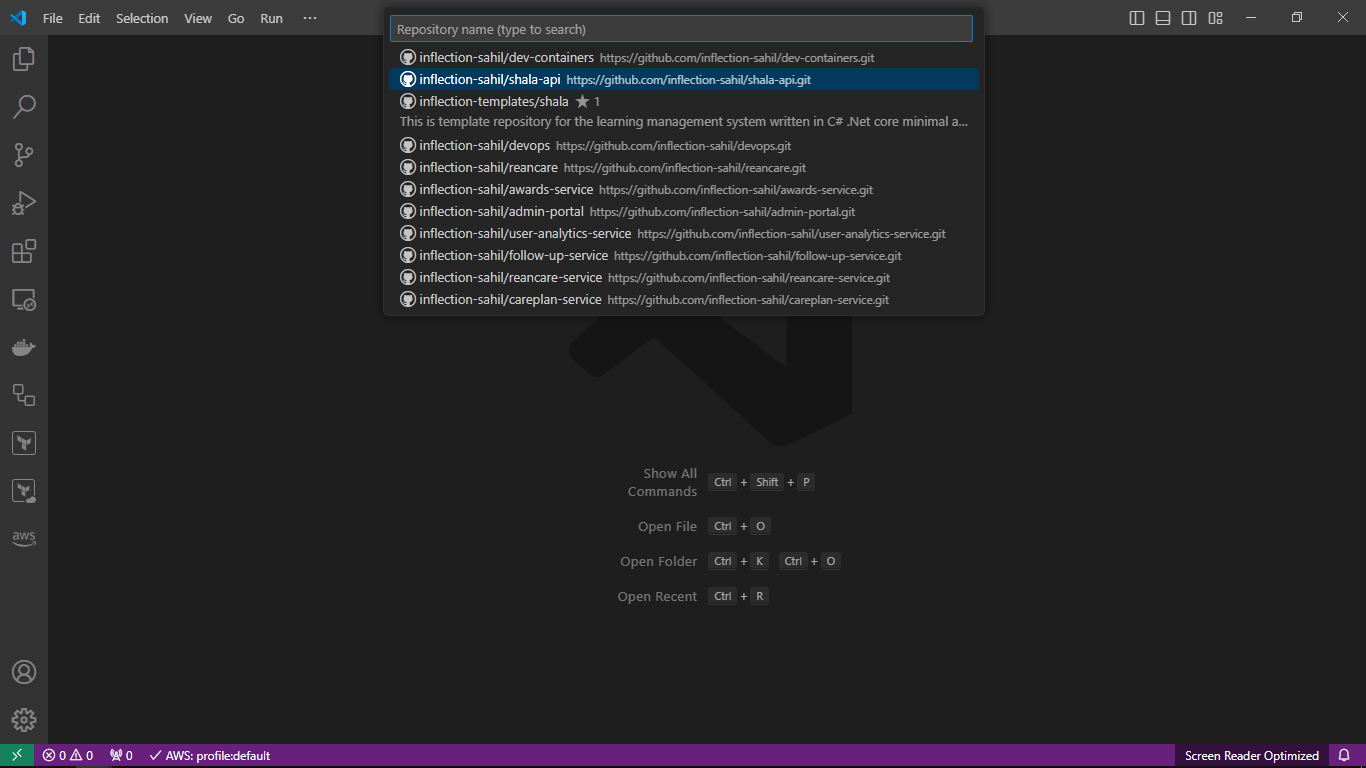 File Edit Selection View Go Run ···
Repository name (type to search)
inflection-sahil/dev-containers https://github.com/inflection-sahil/dev-containers.git
inflection-sahil/shala-api https://github.com/inflection-sahil/shala-api.git
inflection-templates/shala ★ 1
This is template repository for the learning management system written in C# .Net core minimal a...
inflection-sahil/devops https://github.com/inflection-sahil/devops.git
inflection-sahil/reancare https://github.com/inflection-sahil/reancare.git
inflection-sahil/awards-service https://github.com/inflection-sahil/awards-service.git
inflection-sahil/admin-portal https://github.com/inflection-sahil/admin-portal.git
inflection-sahil/user-analytics-service https://github.com/inflection-sahil/user-analytics-service.git
inflection-sahil/follow-up-service https://github.com/inflection-sahil/follow-up-service.git
inflection-sahil/reancare-service https://github.com/inflection-sahil/reancare-service.git
inflection-sahil/careplan-service https://github.com/inflection-sahil/careplan-service.git
Show All
Commands Ctrl + Shift + P
Open File Ctrl + O
Open Folder Ctrl + K Ctrl + O
Open Recent Ctrl + R
aws
0 0 0 AWS: profile:default Screen Reader Optimized